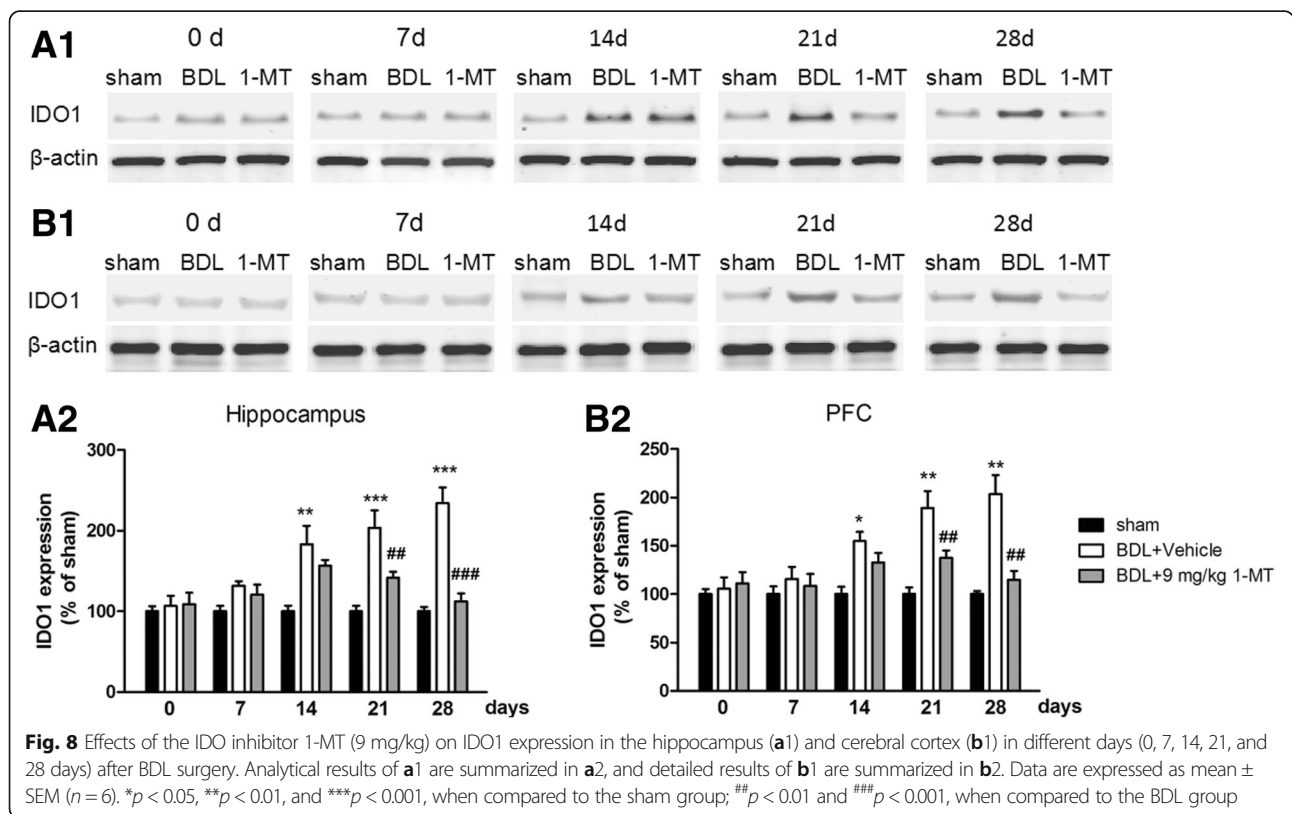 A1 0 d 7d 14d 21d 28d
sham BDL 1-MT sham BDL 1-MT sham BDL 1-MT sham BDL 1-MT sham BDL 1-MT
IDO1
β-actin
B1 0 d 7d 14d 21d 28d
sham BDL 1-MT sham BDL 1-MT sham BDL 1-MT sham BDL 1-MT sham BDL 1-MT
IDO1
β-actin
A2 Hippocampus
IDO1 expression
(% of sham)
300
200
100
0
** *** ## *** ###
0 7 14 21 28 days
B2 PFC
IDO1 expression
(% of sham)
250
200
150
100
50
0
* ** ## ** ##
0 7 14 21 28 days
sham
BDL+Vehicle
BDL+9 mg/kg 1-MT
Fig. 8 Effects of the IDO inhibitor 1-MT (9 mg/kg) on IDO1 expression in the hippocampus (a1) and cerebral cortex (b1) in different days (0, 7, 14, 21, and
28 days) after BDL surgery. Analytical results of a1 are summarized in a2, and detailed results of b1 are summarized in b2. Data are expressed as mean ±
SEM (n = 6). *p < 0.05, **p < 0.01, and ***p < 0.001, when compared to the sham group; ##p < 0.01 and ###p < 0.001, when compared to the BDL group